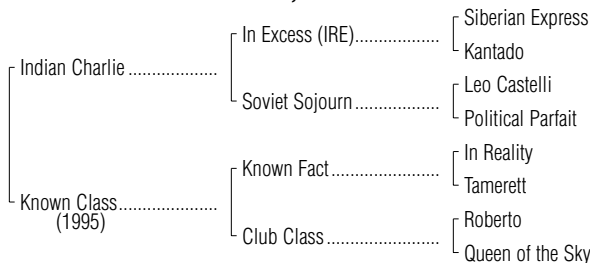 Siberian Express
In Excess (IRE)
Kantado
Indian Charlie
Leo Castelli
Soviet Sojourn
Political Parfait
In Reality
Known Fact
Tamerett
Known Class
(1995)
Roberto
Club Class
Queen of the Sky